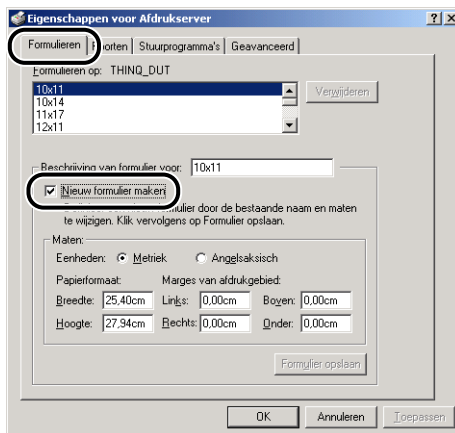 Eigenschappen voor Afdrukserver
Formulieren Poorten Stuurprogramma's Geavanceerd
Formulieren op: THINQ_DUT
10x11
10x14
11x17
12x11
Verwijderen
Beschrijving van formulier voor: 10x11
Nieuw formulier maken
formulier door de bestaande naam en maten
te wijzigen. Klik vervolgens op Formulier opslaan.
Maten:
Eenheden: Metriek Angelsaksisch
Papierformaat: Marges van afdrukgebied:
Breedte: 25,40cm Links: 0,00cm Boven: 0,00cm
Hoogte: 27,94cm Rechts: 0,00cm Onder: 0,00cm
Formulier opslaan
OK Annuleren Toepassen